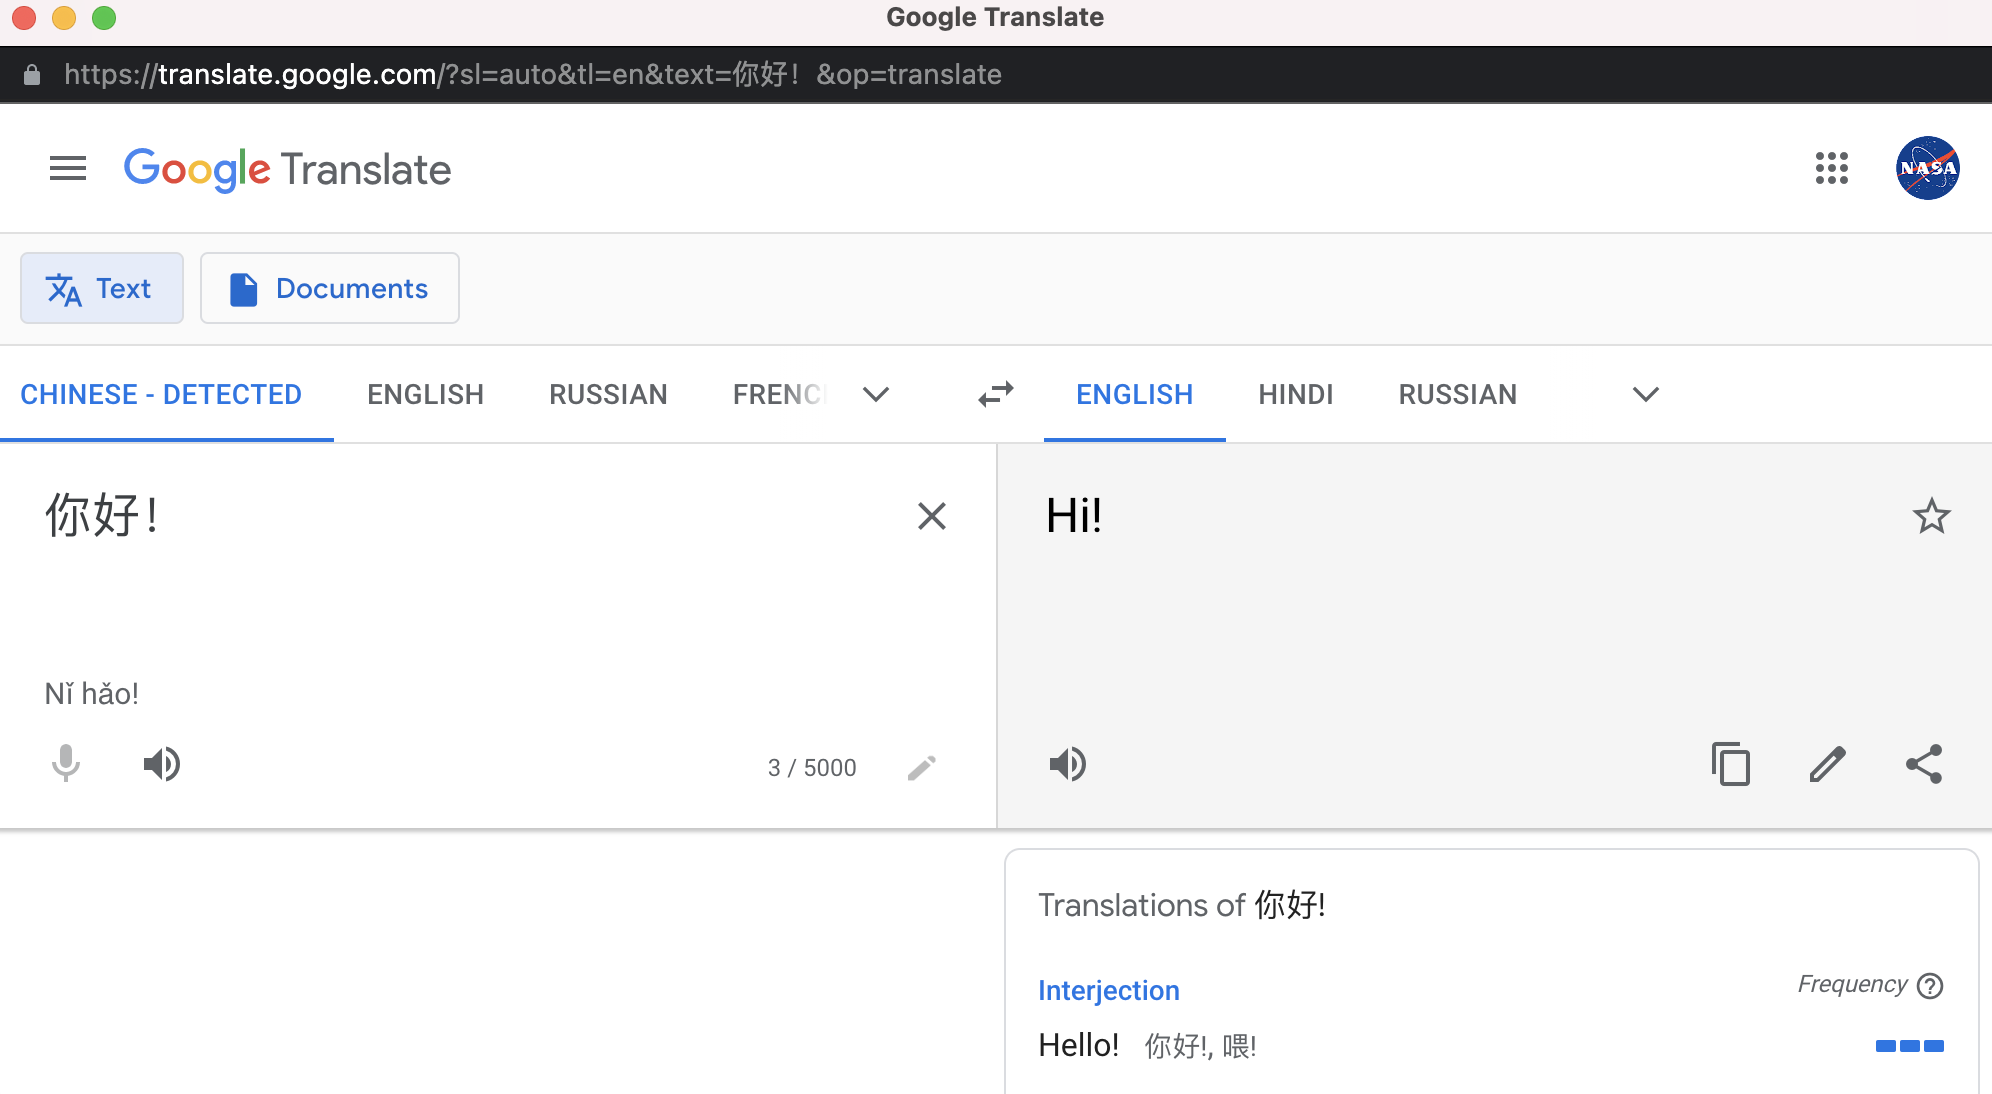 Google Translate
https://translate.google.com/?sl=auto&tl=en&text=你好！&op=translate
Google Translate
NASA
Text
Documents
CHINESE - DETECTED ENGLISH RUSSIAN FRENC
ENGLISH HINDI RUSSIAN
你好！
Hi!
Nǐ hǎo!
3 / 5000
Translations of 你好!
Interjection
Frequency
Hello! 你好!, 喂!